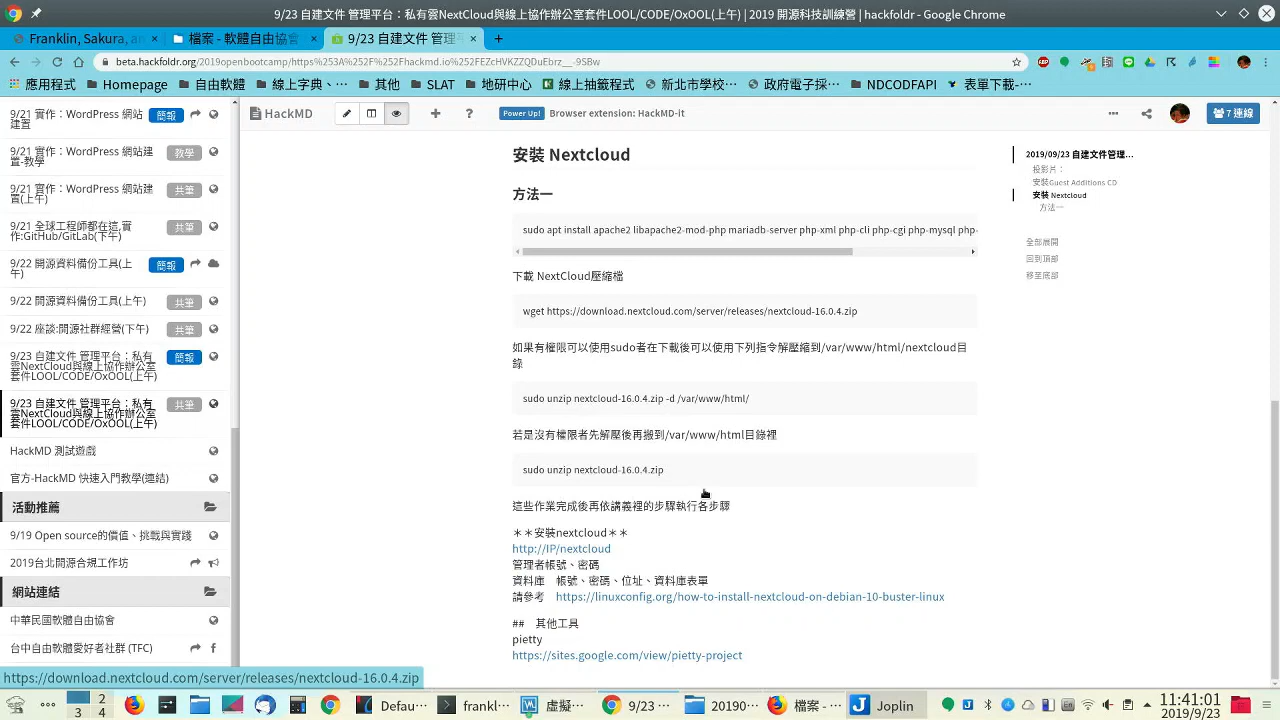 9/23 自建文件管理平台：私有雲NextCloud與線上協作辦公室套件LOOL/CODE/OxOOL(上午) | 2019 開源科技訓練營 | hackfoldr - Google Chrome
Franklin, Sakura, an
檔案 - 軟體自由協會
9/23 自建文件管理平
beta.hackfoldr.org/2019openbootcamp/https%253A%252F%252Fhackmd.io%252FEZcHVKZZQDuEbrz__-9SBw
應用程式
Homepage
自由軟體
線上字典、…
其他
SLAT
地研中心
線上抽籤程式
新北市學校…
政府電子採…
NDCODFAPI
表單下載-…
9/21 實作：WordPress 網站
建置
簡報
9/21 實作：WordPress 網站建
置-教學
教學
9/21 實作：WordPress 網站建
置(上午)
共筆
9/21 全球工程師都在這,實
作:GitHub/GitLab(下午)
共筆
9/22 開源資料備份工具(上
午)
簡報
9/22 開源資料備份工具(上午)
共筆
9/22 座談:開源社群經營(下午)
共筆
9/23 自建文件 管理平台；私有
雲NextCloud與線上協作辦公室
套件LOOL/CODE/OxOOL(上午)
簡報
9/23 自建文件 管理平台；私有
雲NextCloud與線上協作辦公室
套件LOOL/CODE/OxOOL(上午)
共筆
HackMD 測試遊戲
官方-HackMD 快速入門教學(連結)
活動推薦
9/19 Open source的價值、挑戰與實踐
2019台北開源合規工作坊
網站連結
中華民國軟體自由協會
台中自由軟體愛好者社群 (TFC)
https://download.nextcloud.com/server/releases/nextcloud-16.0.4.zip
HackMD
Power Up!
Browser extension: HackMD-it
7 連線
安裝 Nextcloud
方法一
sudo apt install apache2 libapache2-mod-php mariadb-server php-xml php-cli php-cgi php-mysql php-
下載 NextCloud壓縮檔
wget https://download.nextcloud.com/server/releases/nextcloud-16.0.4.zip
如果有權限可以使用sudo者在下載後可以使用下列指令解壓縮到/var/www/html/nextcloud目
錄
sudo unzip nextcloud-16.0.4.zip -d /var/www/html/
若是沒有權限者先解壓後再搬到/var/www/html目錄裡
sudo unzip nextcloud-16.0.4.zip
這些作業完成後再依講義裡的步驟執行各步驟
＊＊安裝nextcloud＊＊
http://IP/nextcloud
管理者帳號、密碼
資料庫　帳號、密碼、位址、資料庫表單
請參考　https://linuxconfig.org/how-to-install-nextcloud-on-debian-10-buster-linux
##　其他工具
pietty
https://sites.google.com/view/pietty-project
2019/09/23 自建文件管理...
投影片：
安裝Guest Additions CD
安裝 Nextcloud
方法一
全部展開
回到頂部
移至底部
2
3
4
Defau…
frankl…
虛擬…
9/23 …
20190…
檔案 -…
Joplin
11:41:01
2019/9/23